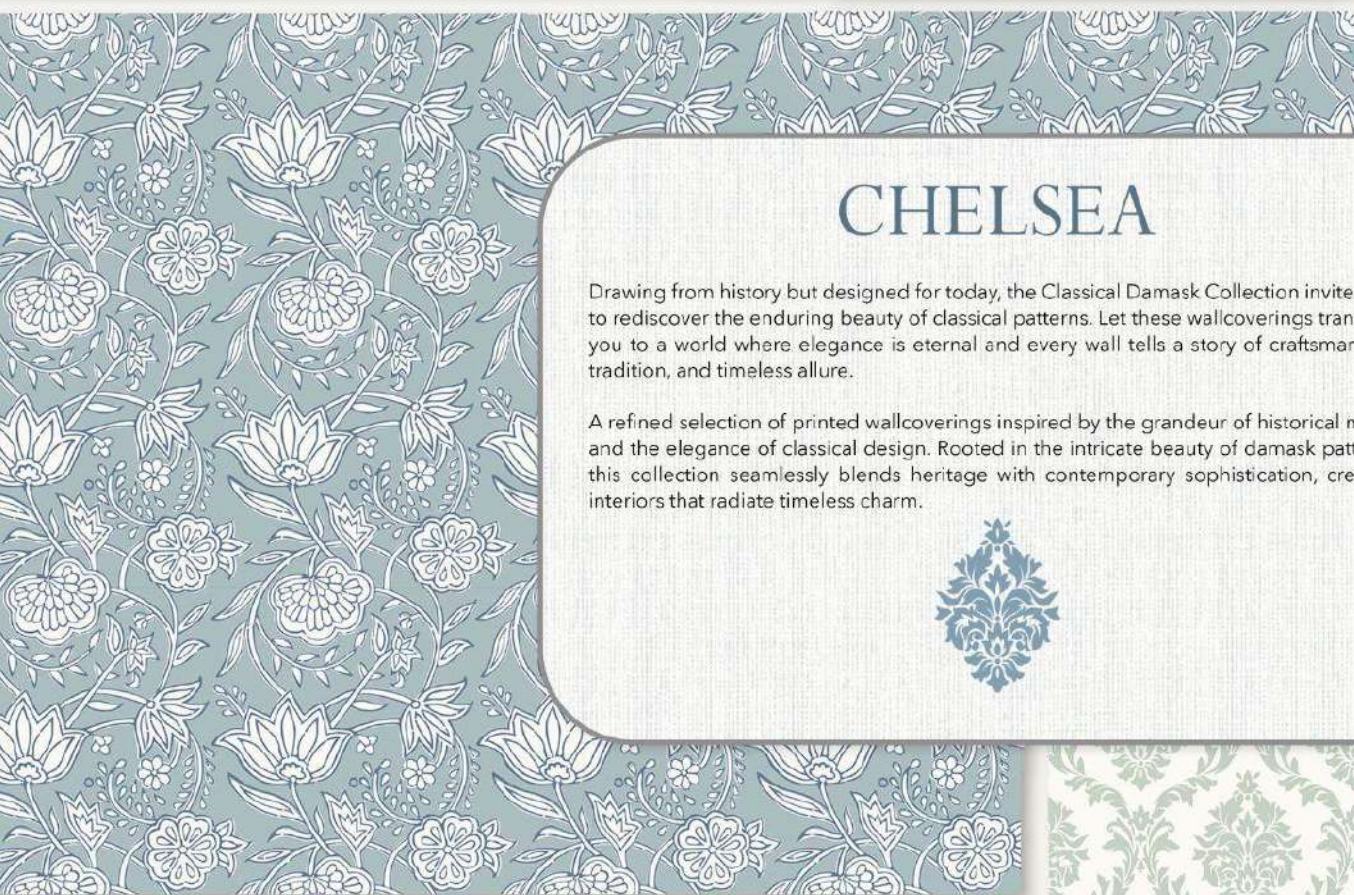 CHELSEA
Drawing from history but designed for today, the Classical Damask Collection invite
to rediscover the enduring beauty of classical patterns. Let these wallcoverings tran
you to a world where elegance is eternal and every wall tells a story of craftsman
tradition, and timeless allure.
A refined selection of printed wallcoverings inspired by the grandeur of historical
and the elegance of classical design. Rooted in the intricate beauty of damask patt
this collection seamlessly blends heritage with contemporary sophistication, cre
interiors that radiate timeless charm.